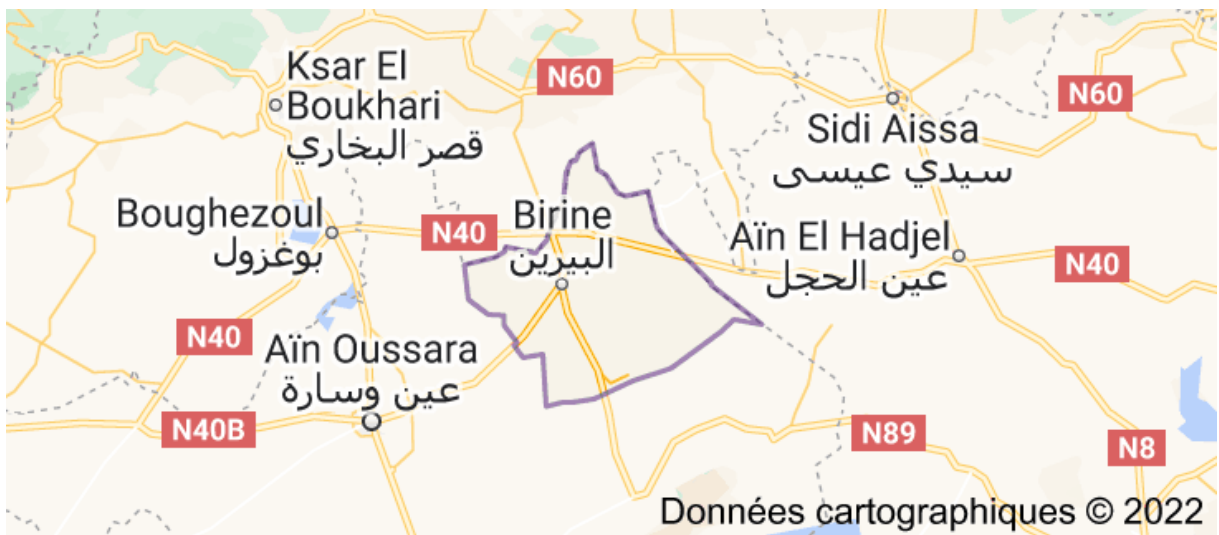 Ksar El
Boukhari
قصر البخاري
N60
N60
Sidi Aissa
سيدي عيسى
Boughezoul
بوغزول
N40
Birine
البيرين
Aïn El Hadjel
عين الحجل
N40
N40
Aïn Oussara
عين وسارة
N40B
N89
N8
Données cartographiques © 2022